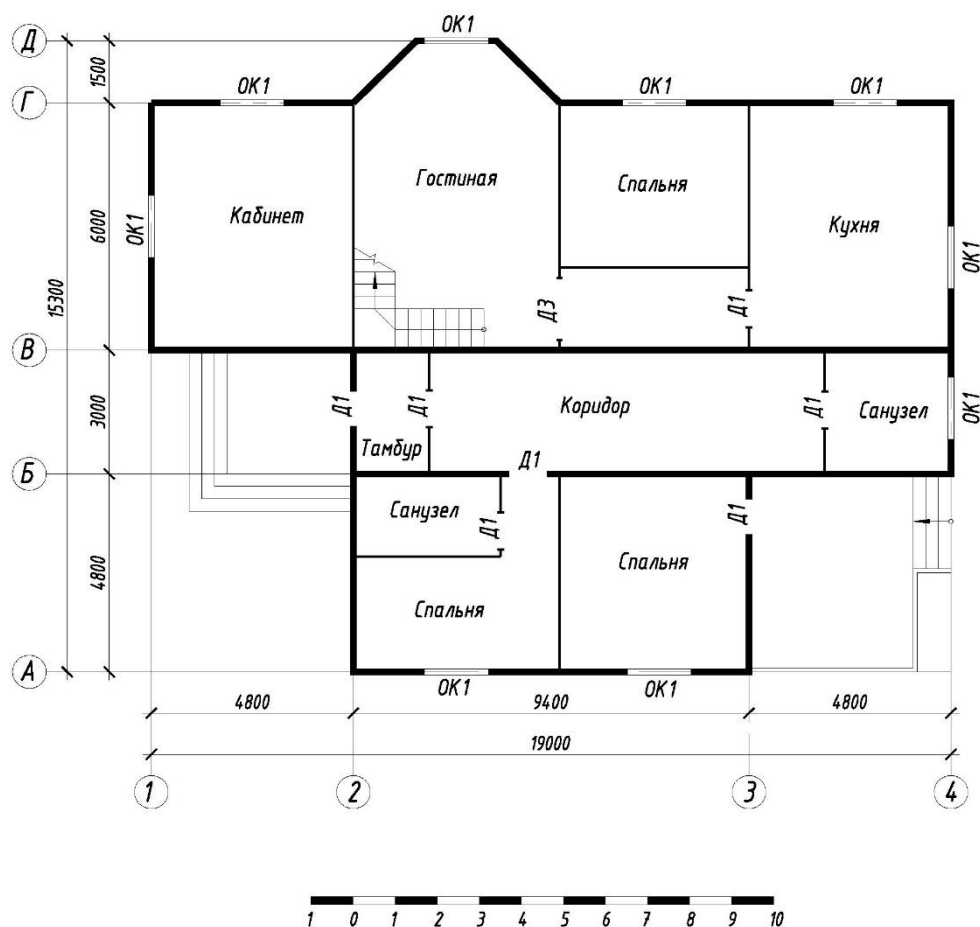 ОК1
Д
1500
ОК1
ОК1
ОК1
Г
Гостиная
Спальня
Кабинет
Кухня
ОК1
6000
ОК1
15300
Д3
Д1
В
Д1
Д1
Коридор
Д1
Санузел
ОК1
3000
Тамбур
Д1
Б
Санузел
Д1
Д1
Спальня
4800
Спальня
А
ОК1
ОК1
4800
9400
4800
19000
1
2
3
4
1 0 1 2 3 4 5 6 7 8 9 10